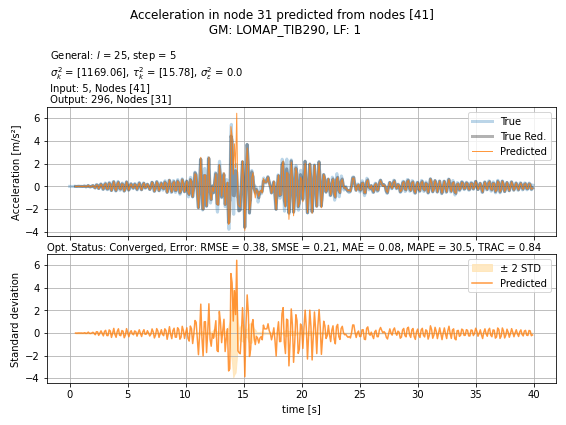 Acceleration in node 31 predicted from nodes [41]
GM: LOMAP_TIB290, LF: 1
General: l = 25, step = 5
σ²ₖ = [1169.06], τ²ₖ = [15.78], σ²ε = 0.0
Input: 5, Nodes [41]
Output: 296, Nodes [31]
Acceleration [m/s²]
6
4
2
0
−2
−4
True
True Red.
Predicted
Opt. Status: Converged, Error: RMSE = 0.38, SMSE = 0.21, MAE = 0.08, MAPE = 30.5, TRAC = 0.84
Standard deviation
6
4
2
0
−2
−4
± 2 STD
Predicted
0 5 10 15 20 25 30 35 40
time [s]